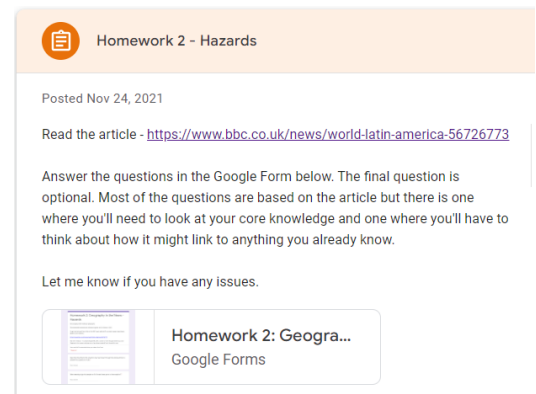 Homework 2 - Hazards
Posted Nov 24, 2021
Read the article - https://www.bbc.co.uk/news/world-latin-america-56726773
Answer the questions in the Google Form below. The final question is
optional. Most of the questions are based on the article but there is one
where you'll need to look at your core knowledge and one where you'll have to
think about how it might link to anything you already know.
Let me know if you have any issues.
Homework 2: Geogra...
Google Forms